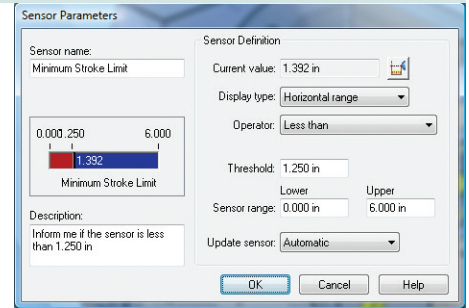 Sensor Parameters
Sensor name:
Minimum Stroke Limit
0.000 1.250 6.000
1.392
Minimum Stroke Limit
Description:
Inform me if the sensor is less
than 1.250 in
Sensor Definition
Current value: 1.392 in
Display type: Horizontal range
Operator: Less than
Threshold: 1.250 in
Lower Upper
Sensor range: 0.000 in 6.000 in
Update sensor: Automatic
OK Cancel Help